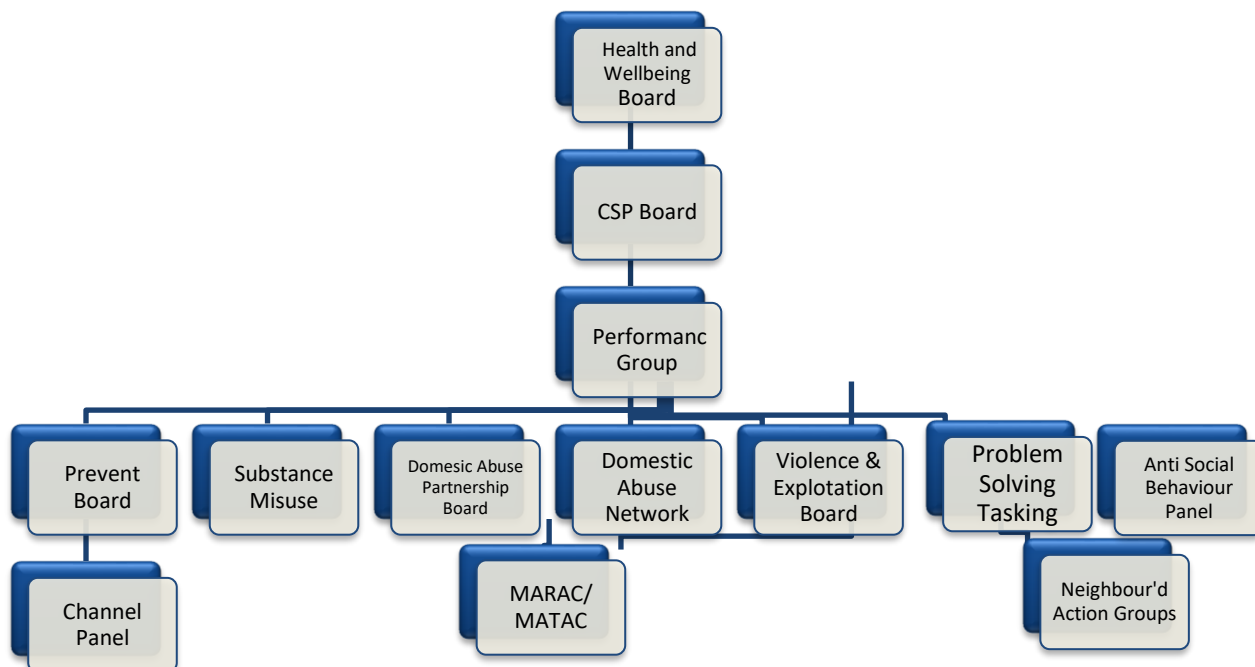 Health and
Wellbeing
Board
CSP Board
Performanc
Group
Prevent
Board
Substance
Misuse
Domesic Abuse
Partnership
Board
Domestic
Abuse
Network
Violence &
Explotation
Board
Problem
Solving
Tasking
Anti Social
Behaviour
Panel
Channel
Panel
MARAC/
MATAC
Neighbour'd
Action Groups